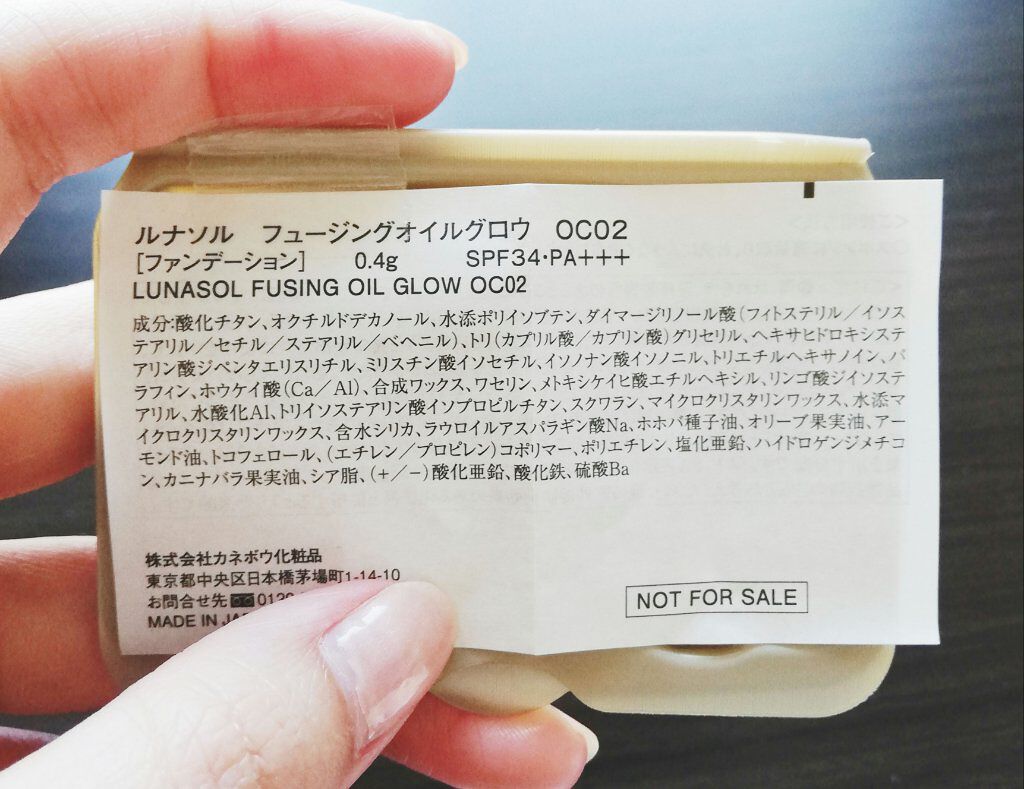 ルナソル　フュージングオイルグロウ　OC02
[ファンデーション]　0.4g　SPF34・PA+++
LUNASOL FUSING OIL GLOW OC02
成分:酸化チタン、オクチルドデカノール、水添ポリイソブテン、ダイマージリノール酸(フィトステリル／イソス
テアリル／セチル／ステアリル／ベヘニル)、トリ(カプリル酸／カプリン酸)グリセリル、ヘキサヒドロキシステ
アリン酸ジペンタエリスリチル、ミリスチン酸イソセチル、イソノナン酸イソノニル、トリエチルヘキサノイン、パ
ラフィン、ホウケイ酸(Ca／Al)、合成ワックス、ワセリン、メトキシケイヒ酸エチルヘキシル、リンゴ酸ジイソステ
アリル、水酸化Al、トリイソステアリン酸イソプロピルチタン、スクワラン、マイクロクリスタリンワックス、水添マ
イクロクリスタリンワックス、含水シリカ、ラウロイルアスパラギン酸Na、ホホバ種子油、オリーブ果実油、アー
モンド油、トコフェロール、(エチレン／プロピレン)コポリマー、ポリエチレン、塩化亜鉛、ハイドロゲンジメチコ
ン、カニナバラ果実油、シア脂、(+／−)酸化亜鉛、酸化鉄、硫酸Ba
株式会社カネボウ化粧品
東京都中央区日本橋茅場町1-14-10
お問合せ先 0120
MADE IN
NOT FOR SALE